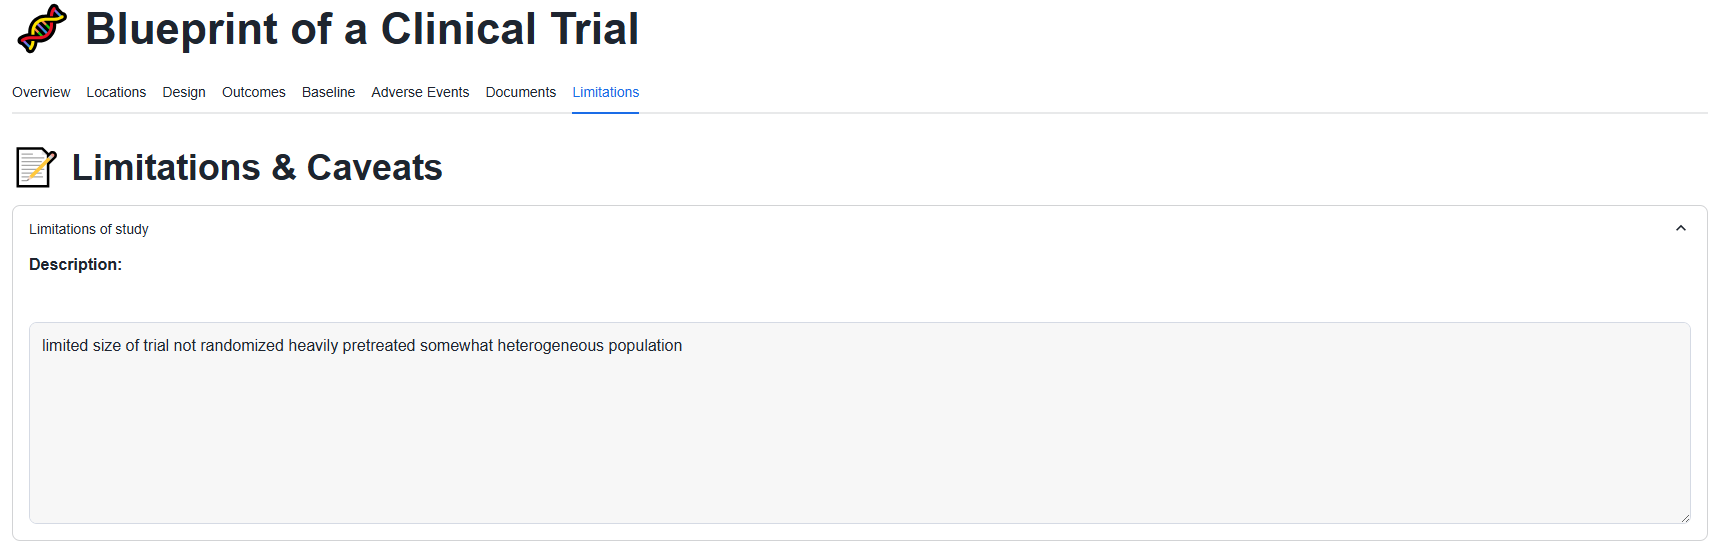 Blueprint of a Clinical Trial
Overview Locations Design Outcomes Baseline Adverse Events Documents Limitations
Limitations & Caveats
Limitations of study
Description:
limited size of trial not randomized heavily pretreated somewhat heterogeneous population